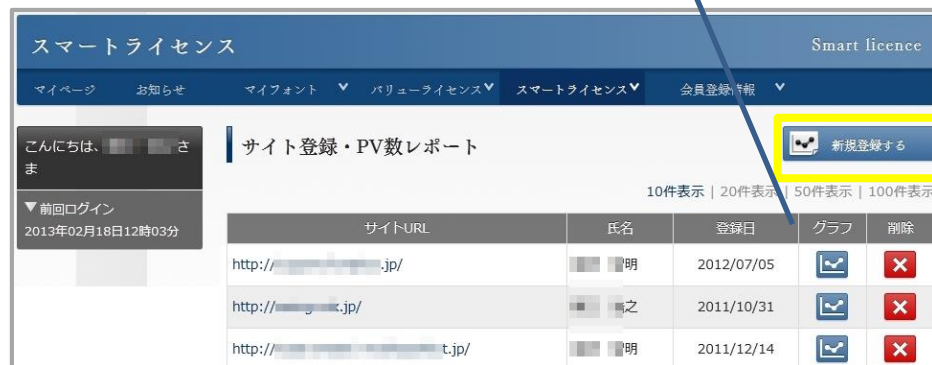 スマートライセンス
Smart licence
マイページ お知らせ マイフォント バリューライセンス スマートライセンス 会員登録情報
こんにちは、 さ
ま
▼前回ログイン
2013年02月18日12時03分
サイト登録・PV数レポート
新規登録する
10件表示 | 20件表示 | 50件表示 | 100件表示
サイトURL 氏名 登録日 グラフ 削除
http:// .jp/ 明 2012/07/05
http:// .jp/ 之 2011/10/31
http:// t.jp/ 明 2011/12/14